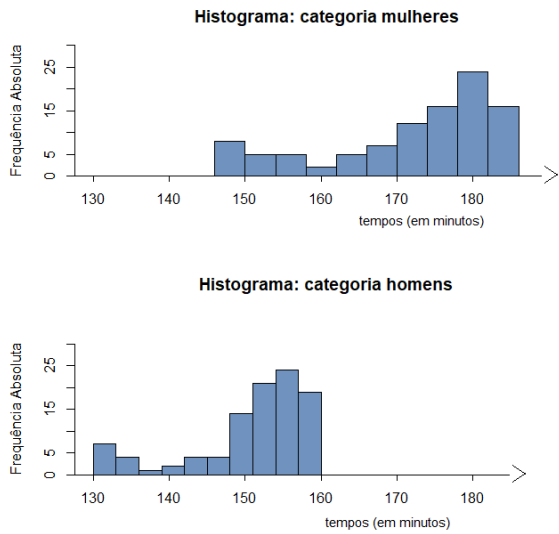 Histograma: categoria mulheres
Frequência Absoluta
25
15
5
0
130 140 150 160 170 180
tempos (em minutos)
Histograma: categoria homens
Frequência Absoluta
25
15
5
0
130 140 150 160 170 180
tempos (em minutos)